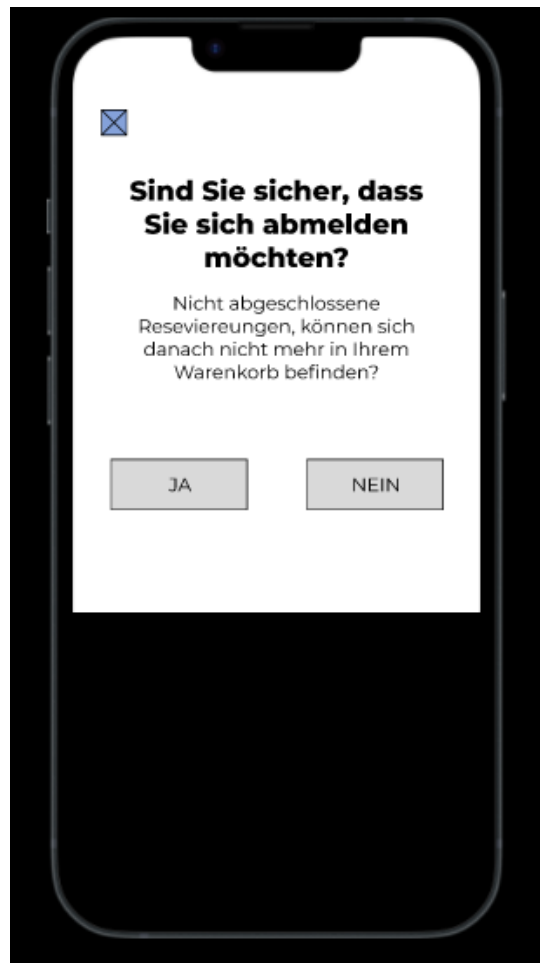 Sind Sie sicher, dass
Sie sich abmelden
möchten?
Nicht abgeschlossene
Reseviereungen, können sich
danach nicht mehr in Ihrem
Warenkorb befinden?
JA
NEIN